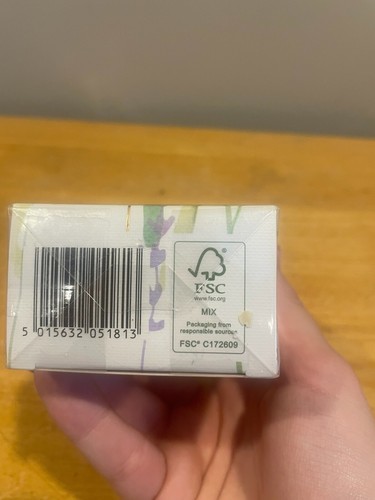 5 015632 051813
FSC
www.fsc.org
MIX
Packaging from
responsible sources
FSC® C172609